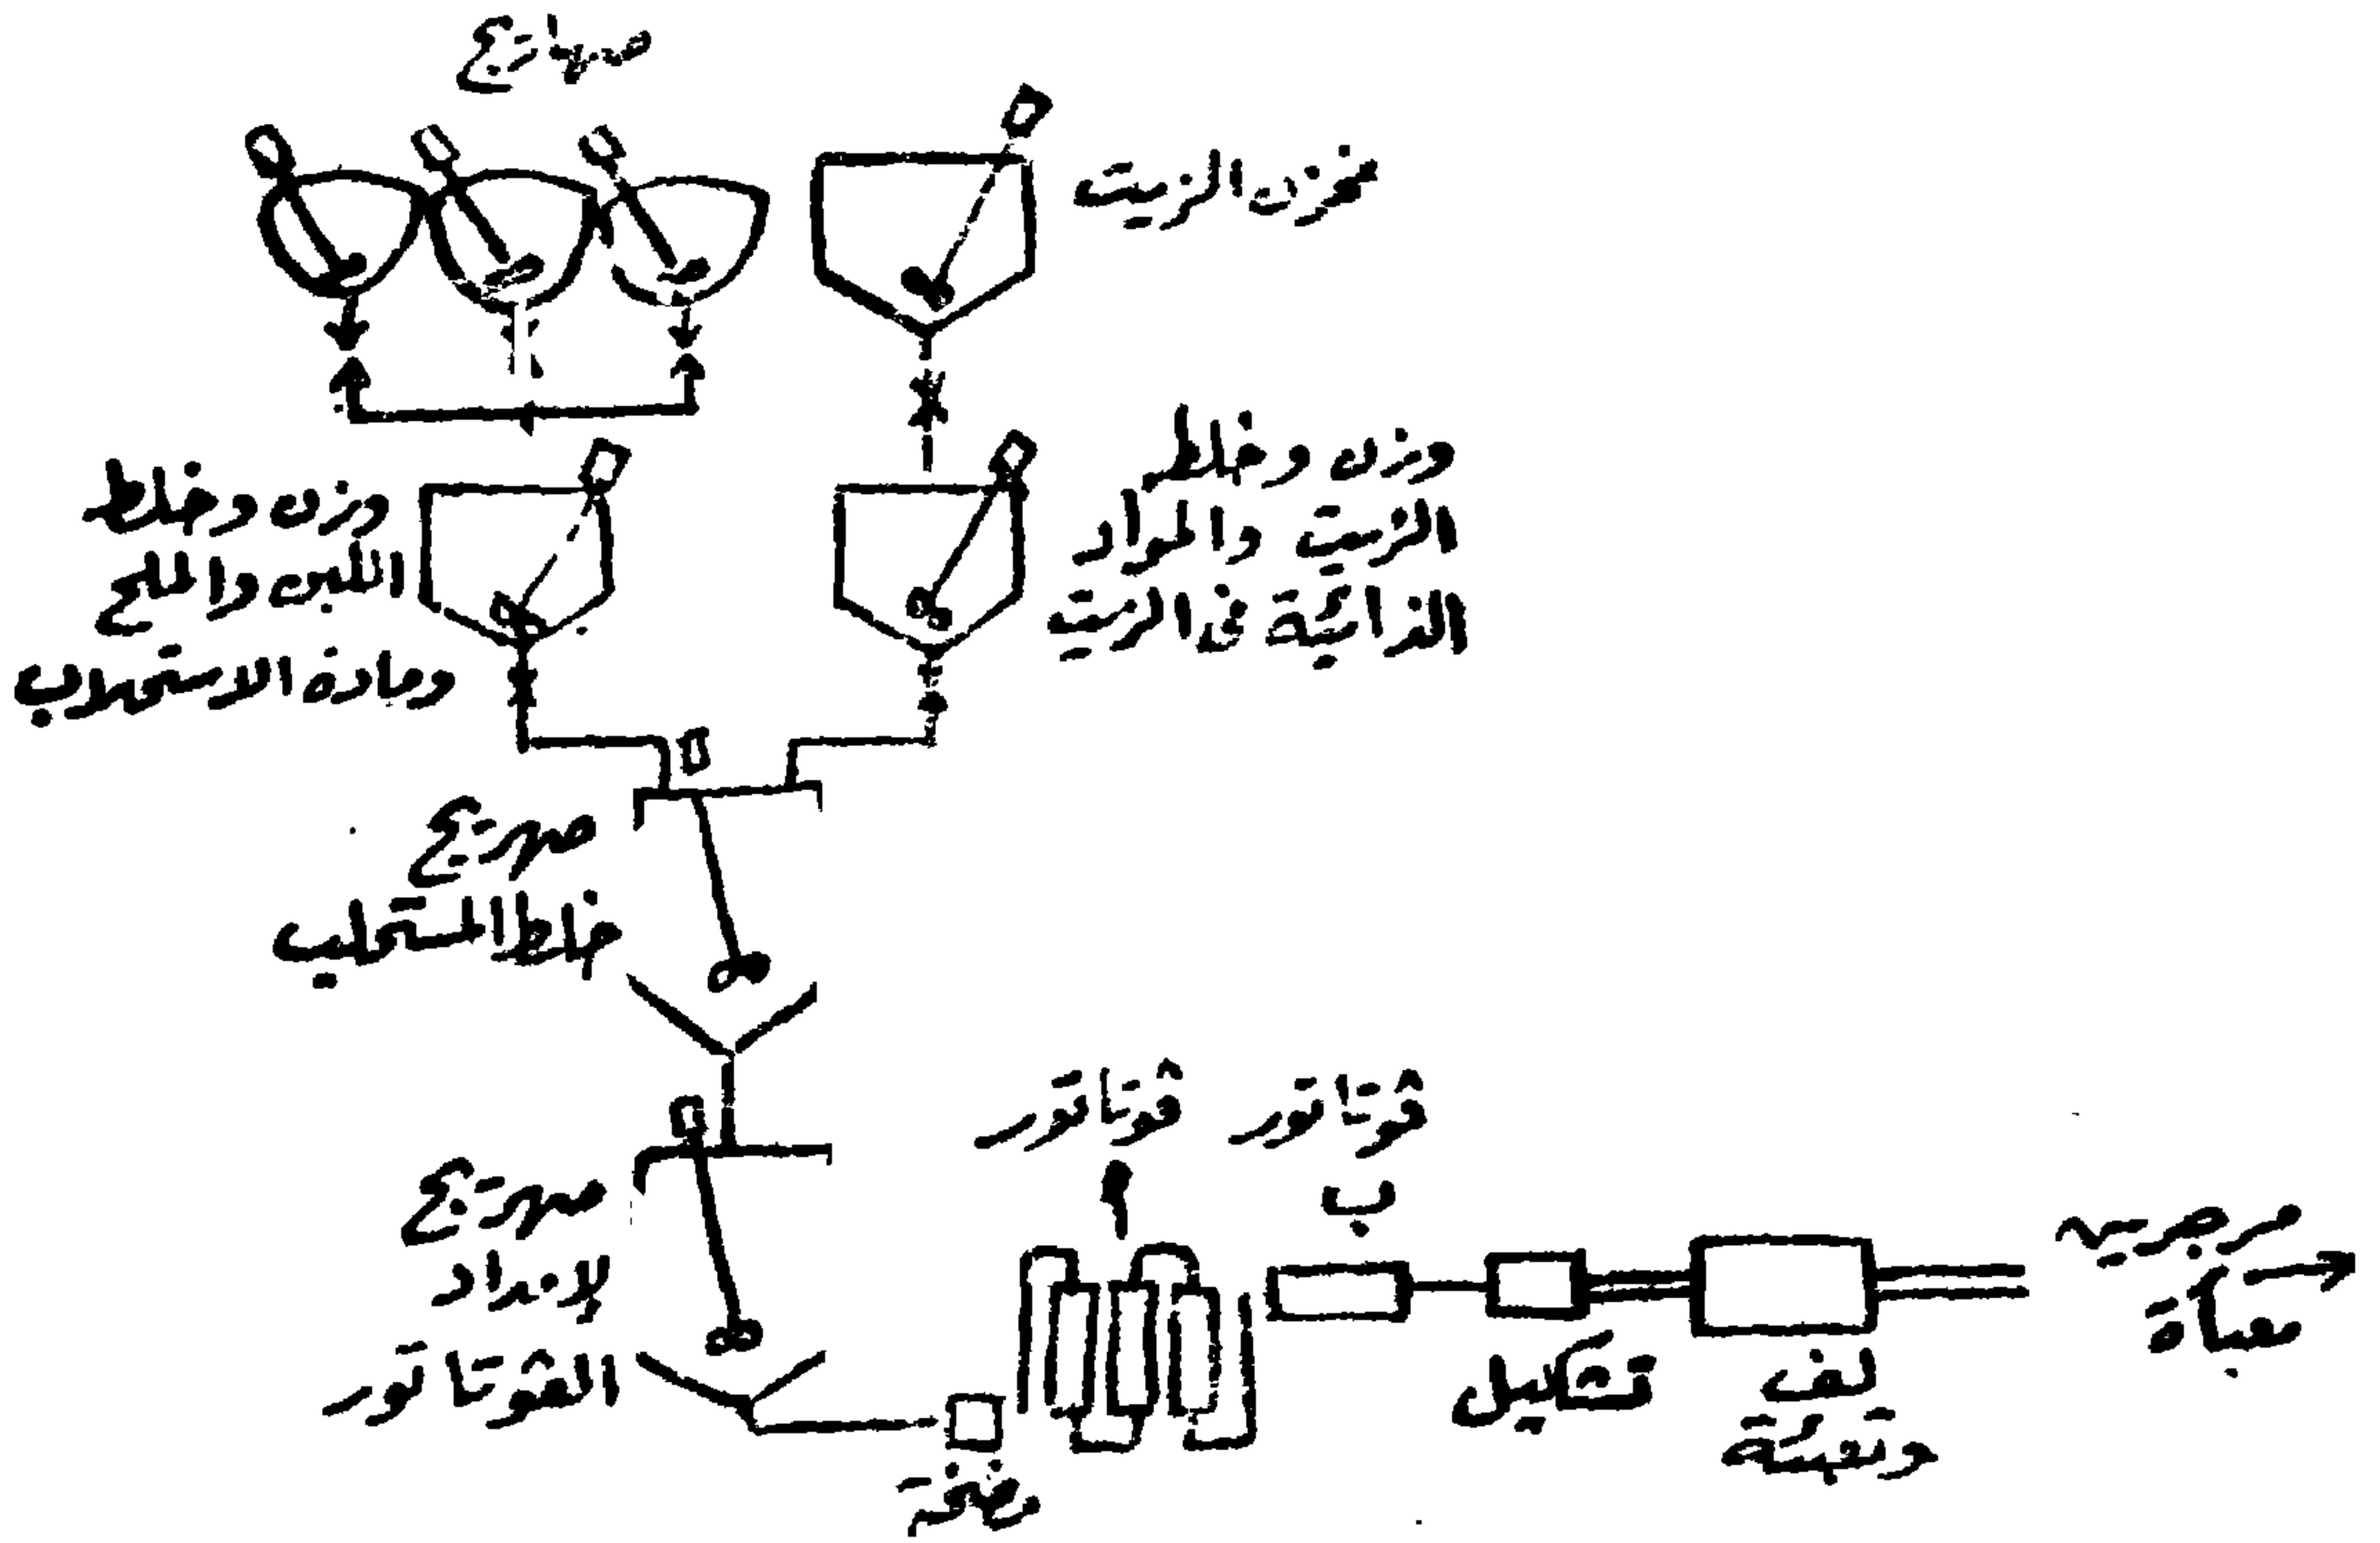 صهاريج
مخزن الزيت
وزن وخلط
الزيت والمواد
الذائبة فى الزيت
وزن وخلط
اللبن والملح
ومادة الاستحلاب
صهريج
خلط المستحلب
صهريج
لإمداد
الفوتاتور
مضخة
فوتاتور
أ
فوتاتور
ب
تشكيل
لف
وتعبئة
مرجرين
معبأة